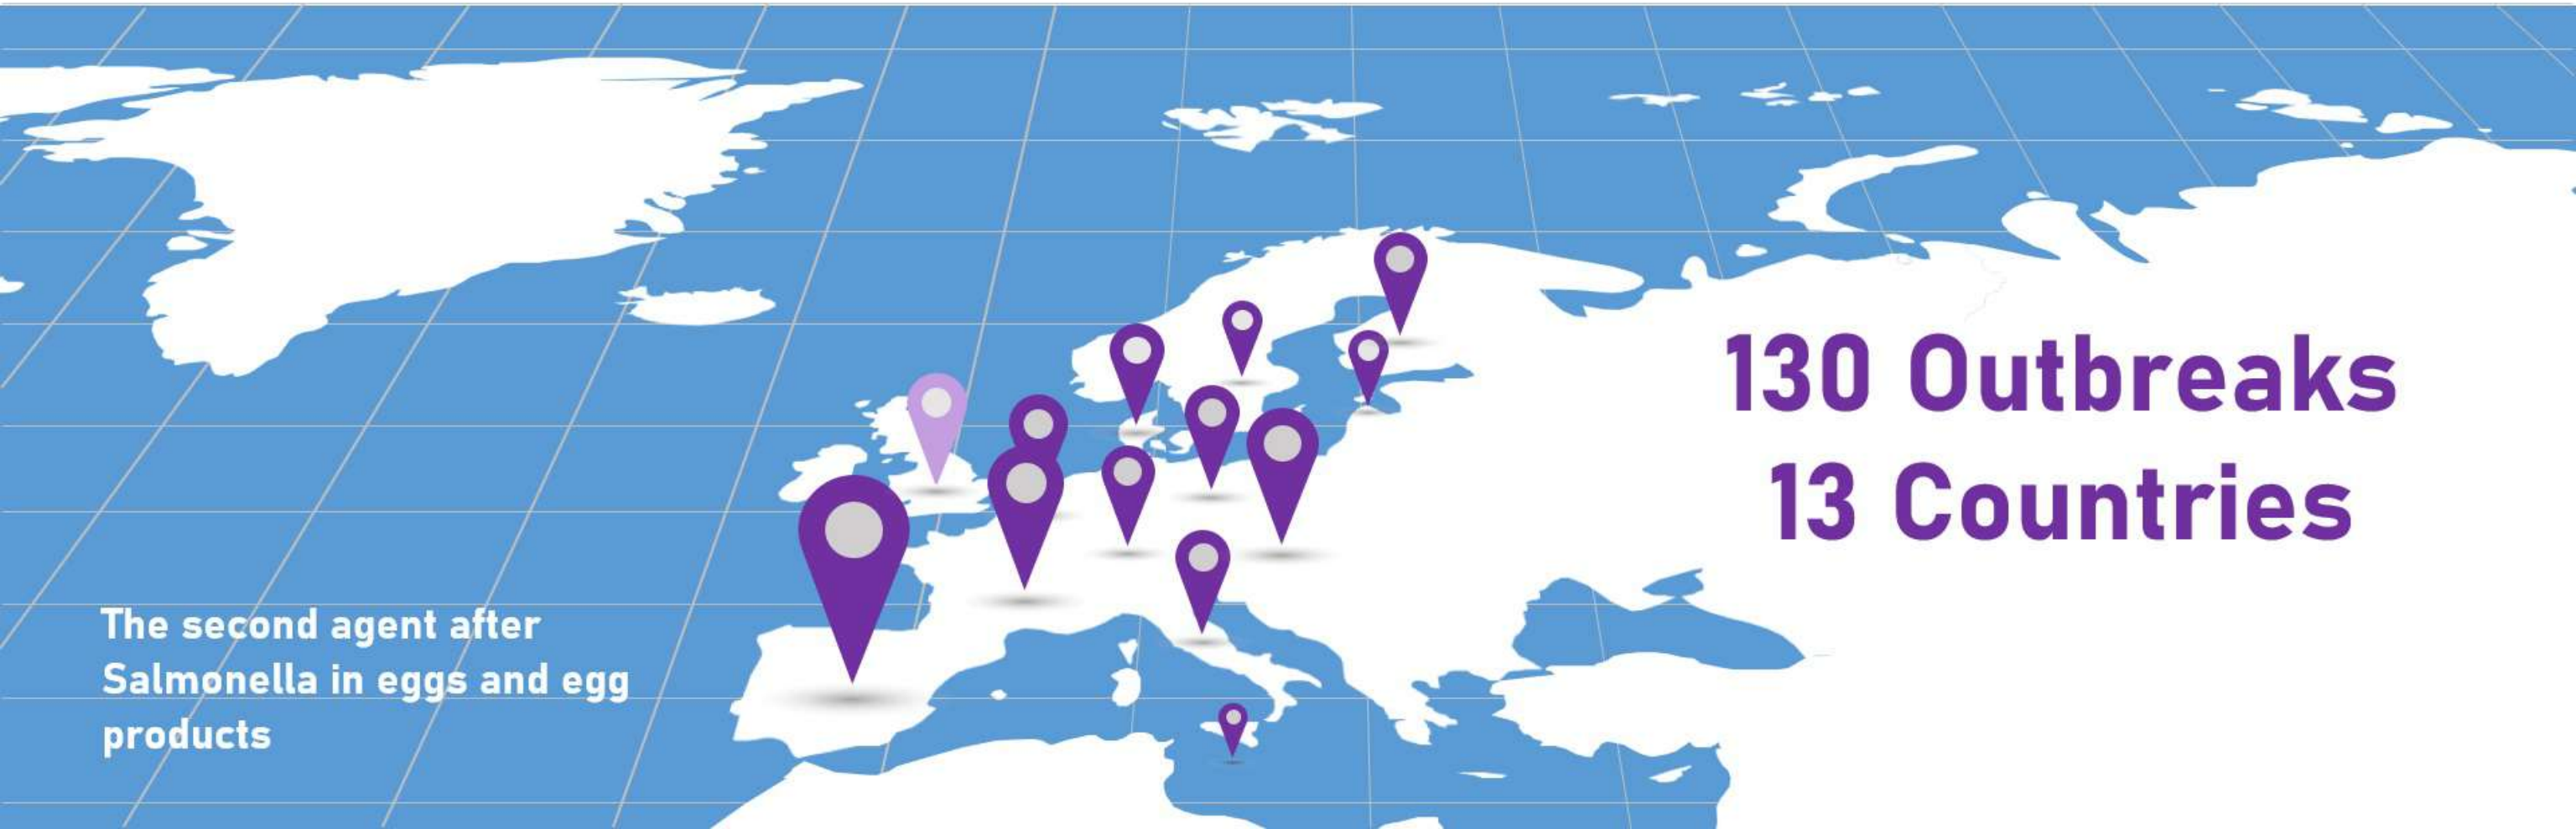 130 Outbreaks
13 Countries
The second agent after
Salmonella in eggs and egg
products